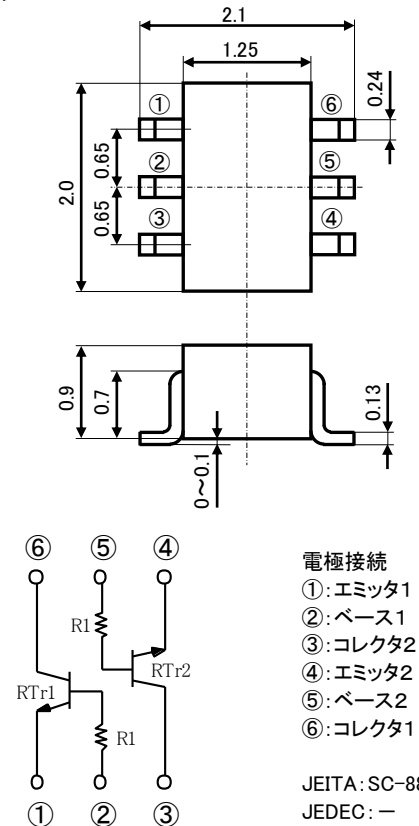 2.1
1.25
① ⑥
② ⑤
③ ④
0.24
0.65
0.65
2.0
0.9
0.7
0.13
0~0.1
⑥ ⑤ ④
R1
RTr2
RTr1
R1
① ② ③
電極接続
①:エミッタ1
②:ベース1
③:コレクタ2
④:エミッタ2
⑤:ベース2
⑥:コレクタ1
JEITA:SC-88
JEDEC:ー